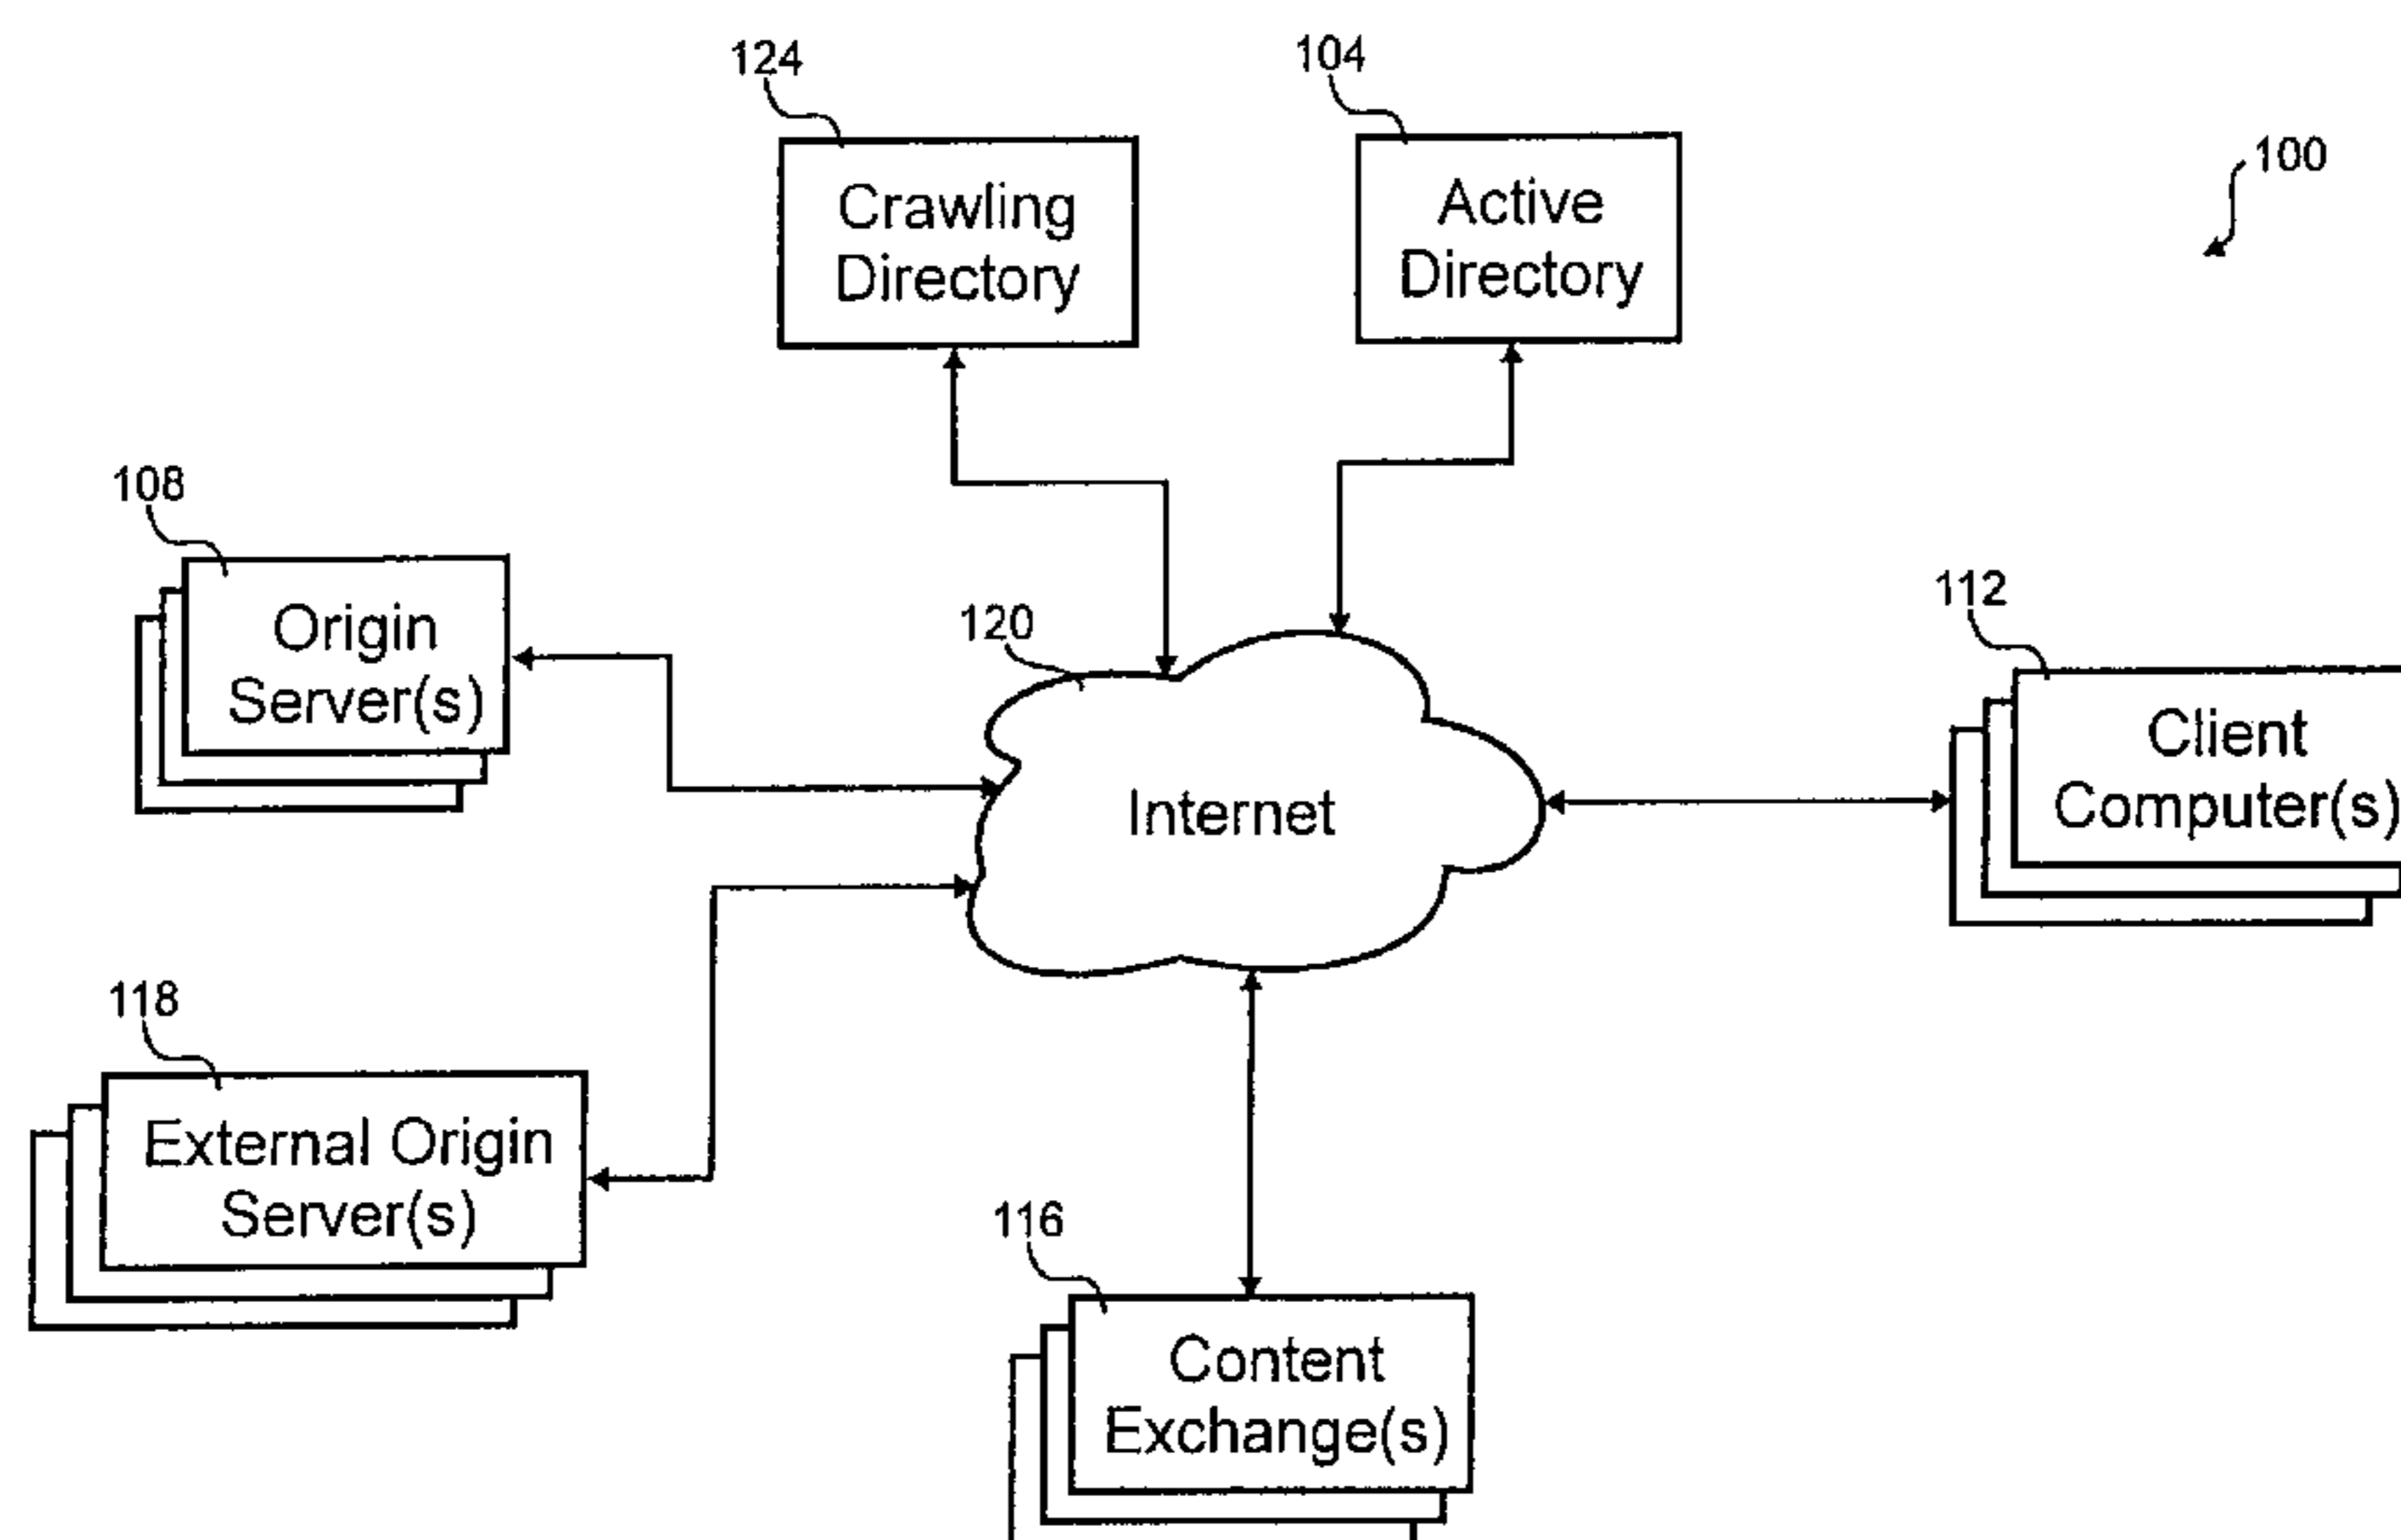 124
104
100
Crawling
Directory
Active
Directory
108
Origin
Server(s)
120
112
Internet
Client
Computer(s)
118
External Origin
Server(s)
116
Content
Exchange(s)